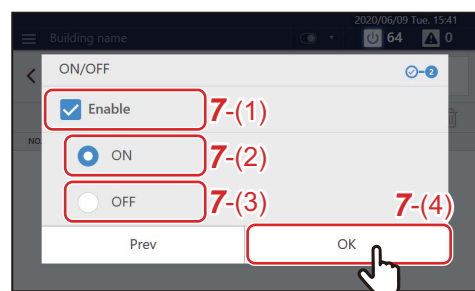 2020/06/09 Tue. 15:41
Building name
64
0
ON/OFF
2
Enable
7-(1)
NO.
ON
7-(2)
OFF
7-(3)
7-(4)
Prev
OK